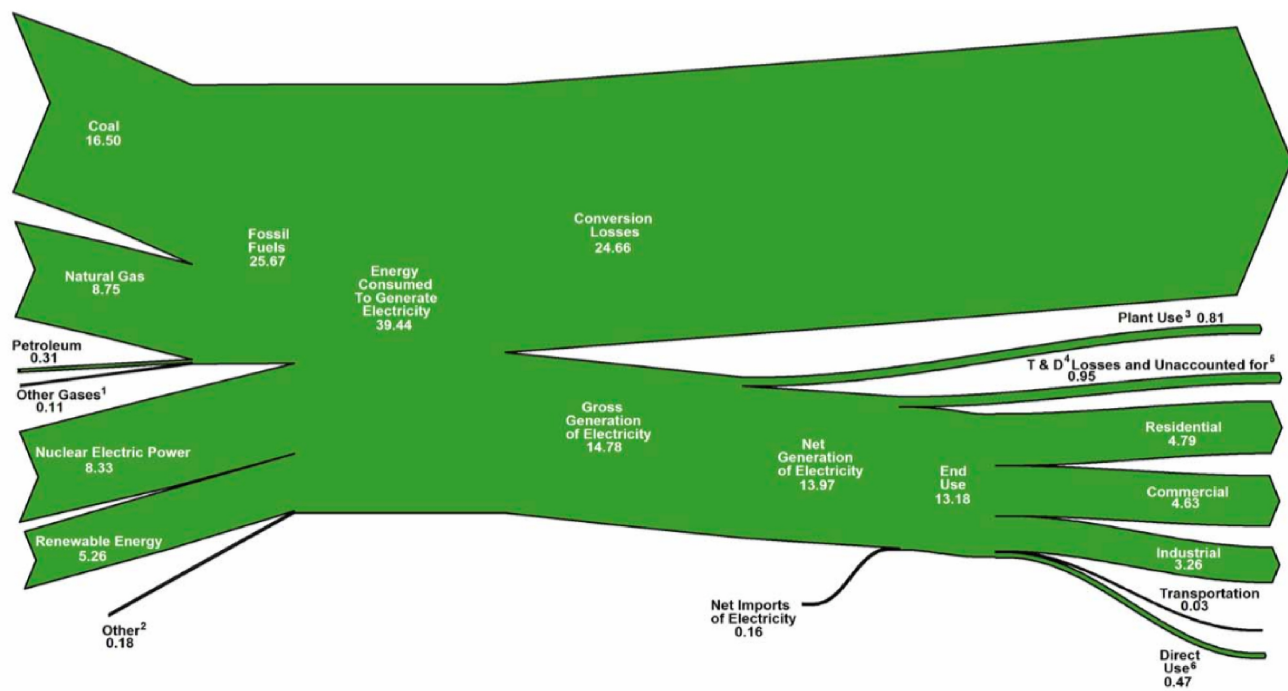 Coal
16.50
Natural Gas
8.75
Petroleum
0.31
Other Gases¹
0.11
Nuclear Electric Power
8.33
Renewable Energy
5.26
Other²
0.18
Fossil
Fuels
25.67
Energy
Consumed
To Generate
Electricity
39.44
Conversion
Losses
24.66
Gross
Generation
of Electricity
14.78
Net
Generation
of Electricity
13.97
Net Imports
of Electricity
0.16
End
Use
13.18
Plant Use³ 0.81
T & D⁴ Losses and Unaccounted for⁵
0.95
Residential
4.79
Commercial
4.63
Industrial
3.26
Transportation
0.03
Direct
Use⁶
0.47